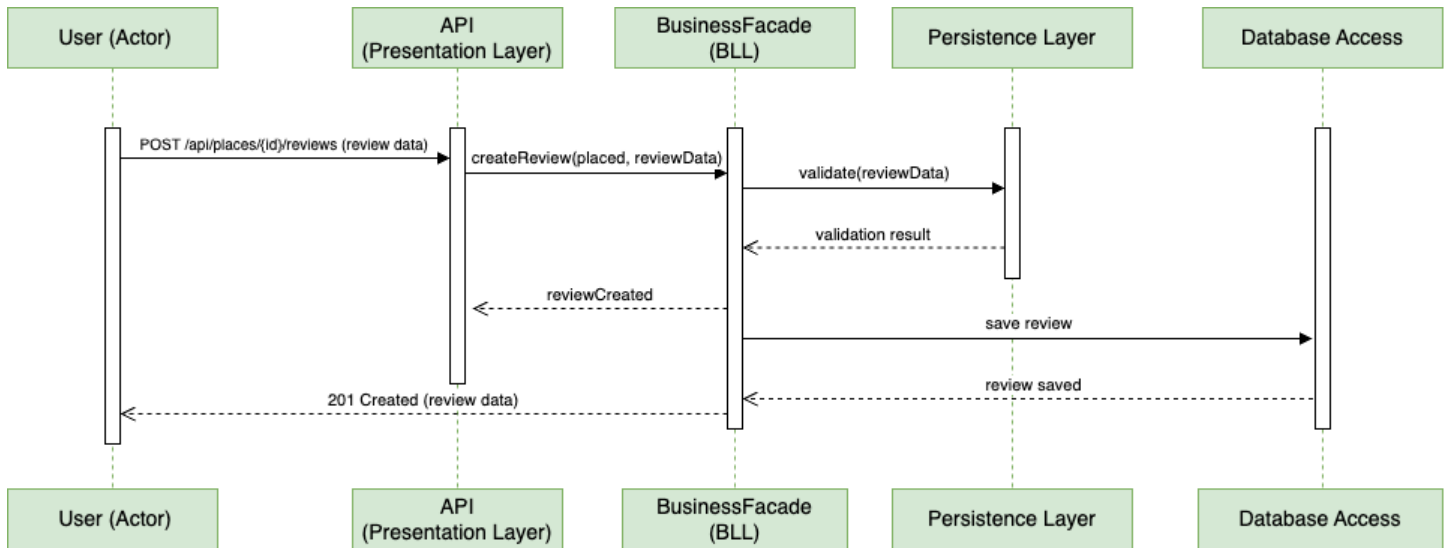 User (Actor)
API
(Presentation Layer)
BusinessFacade
(BLL)
Persistence Layer
Database Access
POST /api/places/{id}/reviews (review data)
createReview(placed, reviewData)
validate(reviewData)
validation result
reviewCreated
save review
review saved
201 Created (review data)
User (Actor)
API
(Presentation Layer)
BusinessFacade
(BLL)
Persistence Layer
Database Access